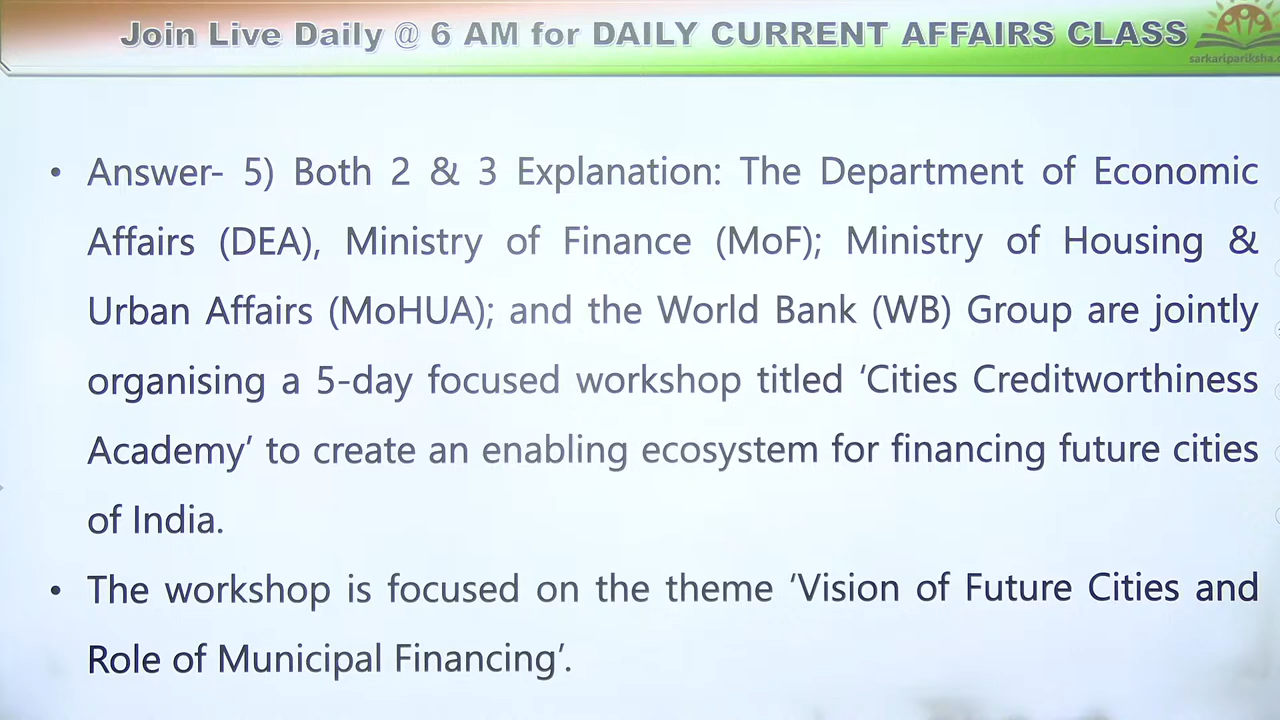 Join Live Daily @ 6 AM for DAILY CURRENT AFFAIRS CLASS
• Answer- 5) Both 2 & 3 Explanation: The Department of Economic
Affairs (DEA), Ministry of Finance (MoF); Ministry of Housing &
Urban Affairs (MoHUA); and the World Bank (WB) Group are jointly
organising a 5-day focused workshop titled ‘Cities Creditworthiness
Academy’ to create an enabling ecosystem for financing future cities
of India.
• The workshop is focused on the theme ‘Vision of Future Cities and
Role of Municipal Financing’.